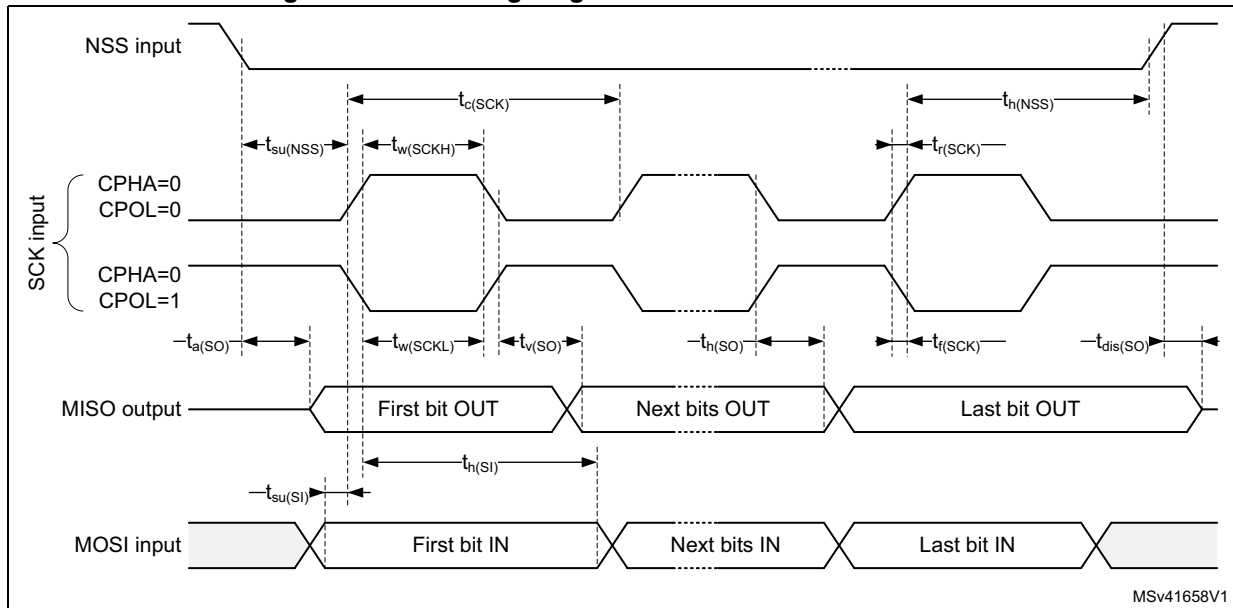 NSS input
tc(SCK)
th(NSS)
tsu(NSS)
tw(SCKH)
tr(SCK)
SCK input
CPHA=0
CPOL=0
CPHA=0
CPOL=1
ta(SO)
tw(SCKL)
tv(SO)
th(SO)
tf(SCK)
tdis(SO)
MISO output
First bit OUT
Next bits OUT
Last bit OUT
th(SI)
tsu(SI)
MOSI input
First bit IN
Next bits IN
Last bit IN
MSv41658V1